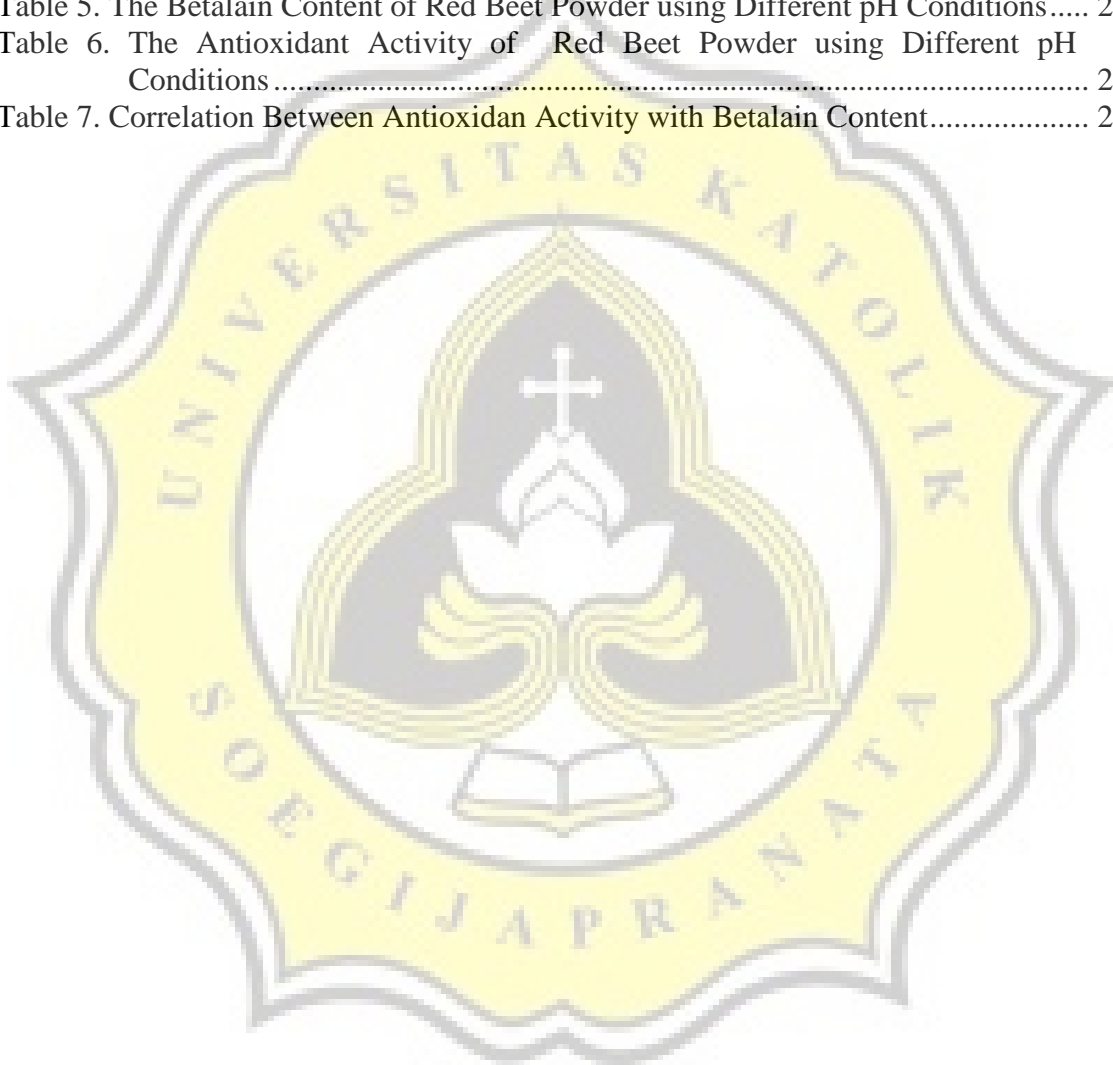 Table 5. The Betalain Content of Red Beet Powder using Different pH Conditions..... 2
Table 6. The Antioxidant Activity of Red Beet Powder using Different pH
Conditions ..................................................................................................... 2
Table 7. Correlation Between Antioxidan Activity with Betalain Content.................... 2
UNIVERSITAS KATOLIK
SOEGIJAPRANATA